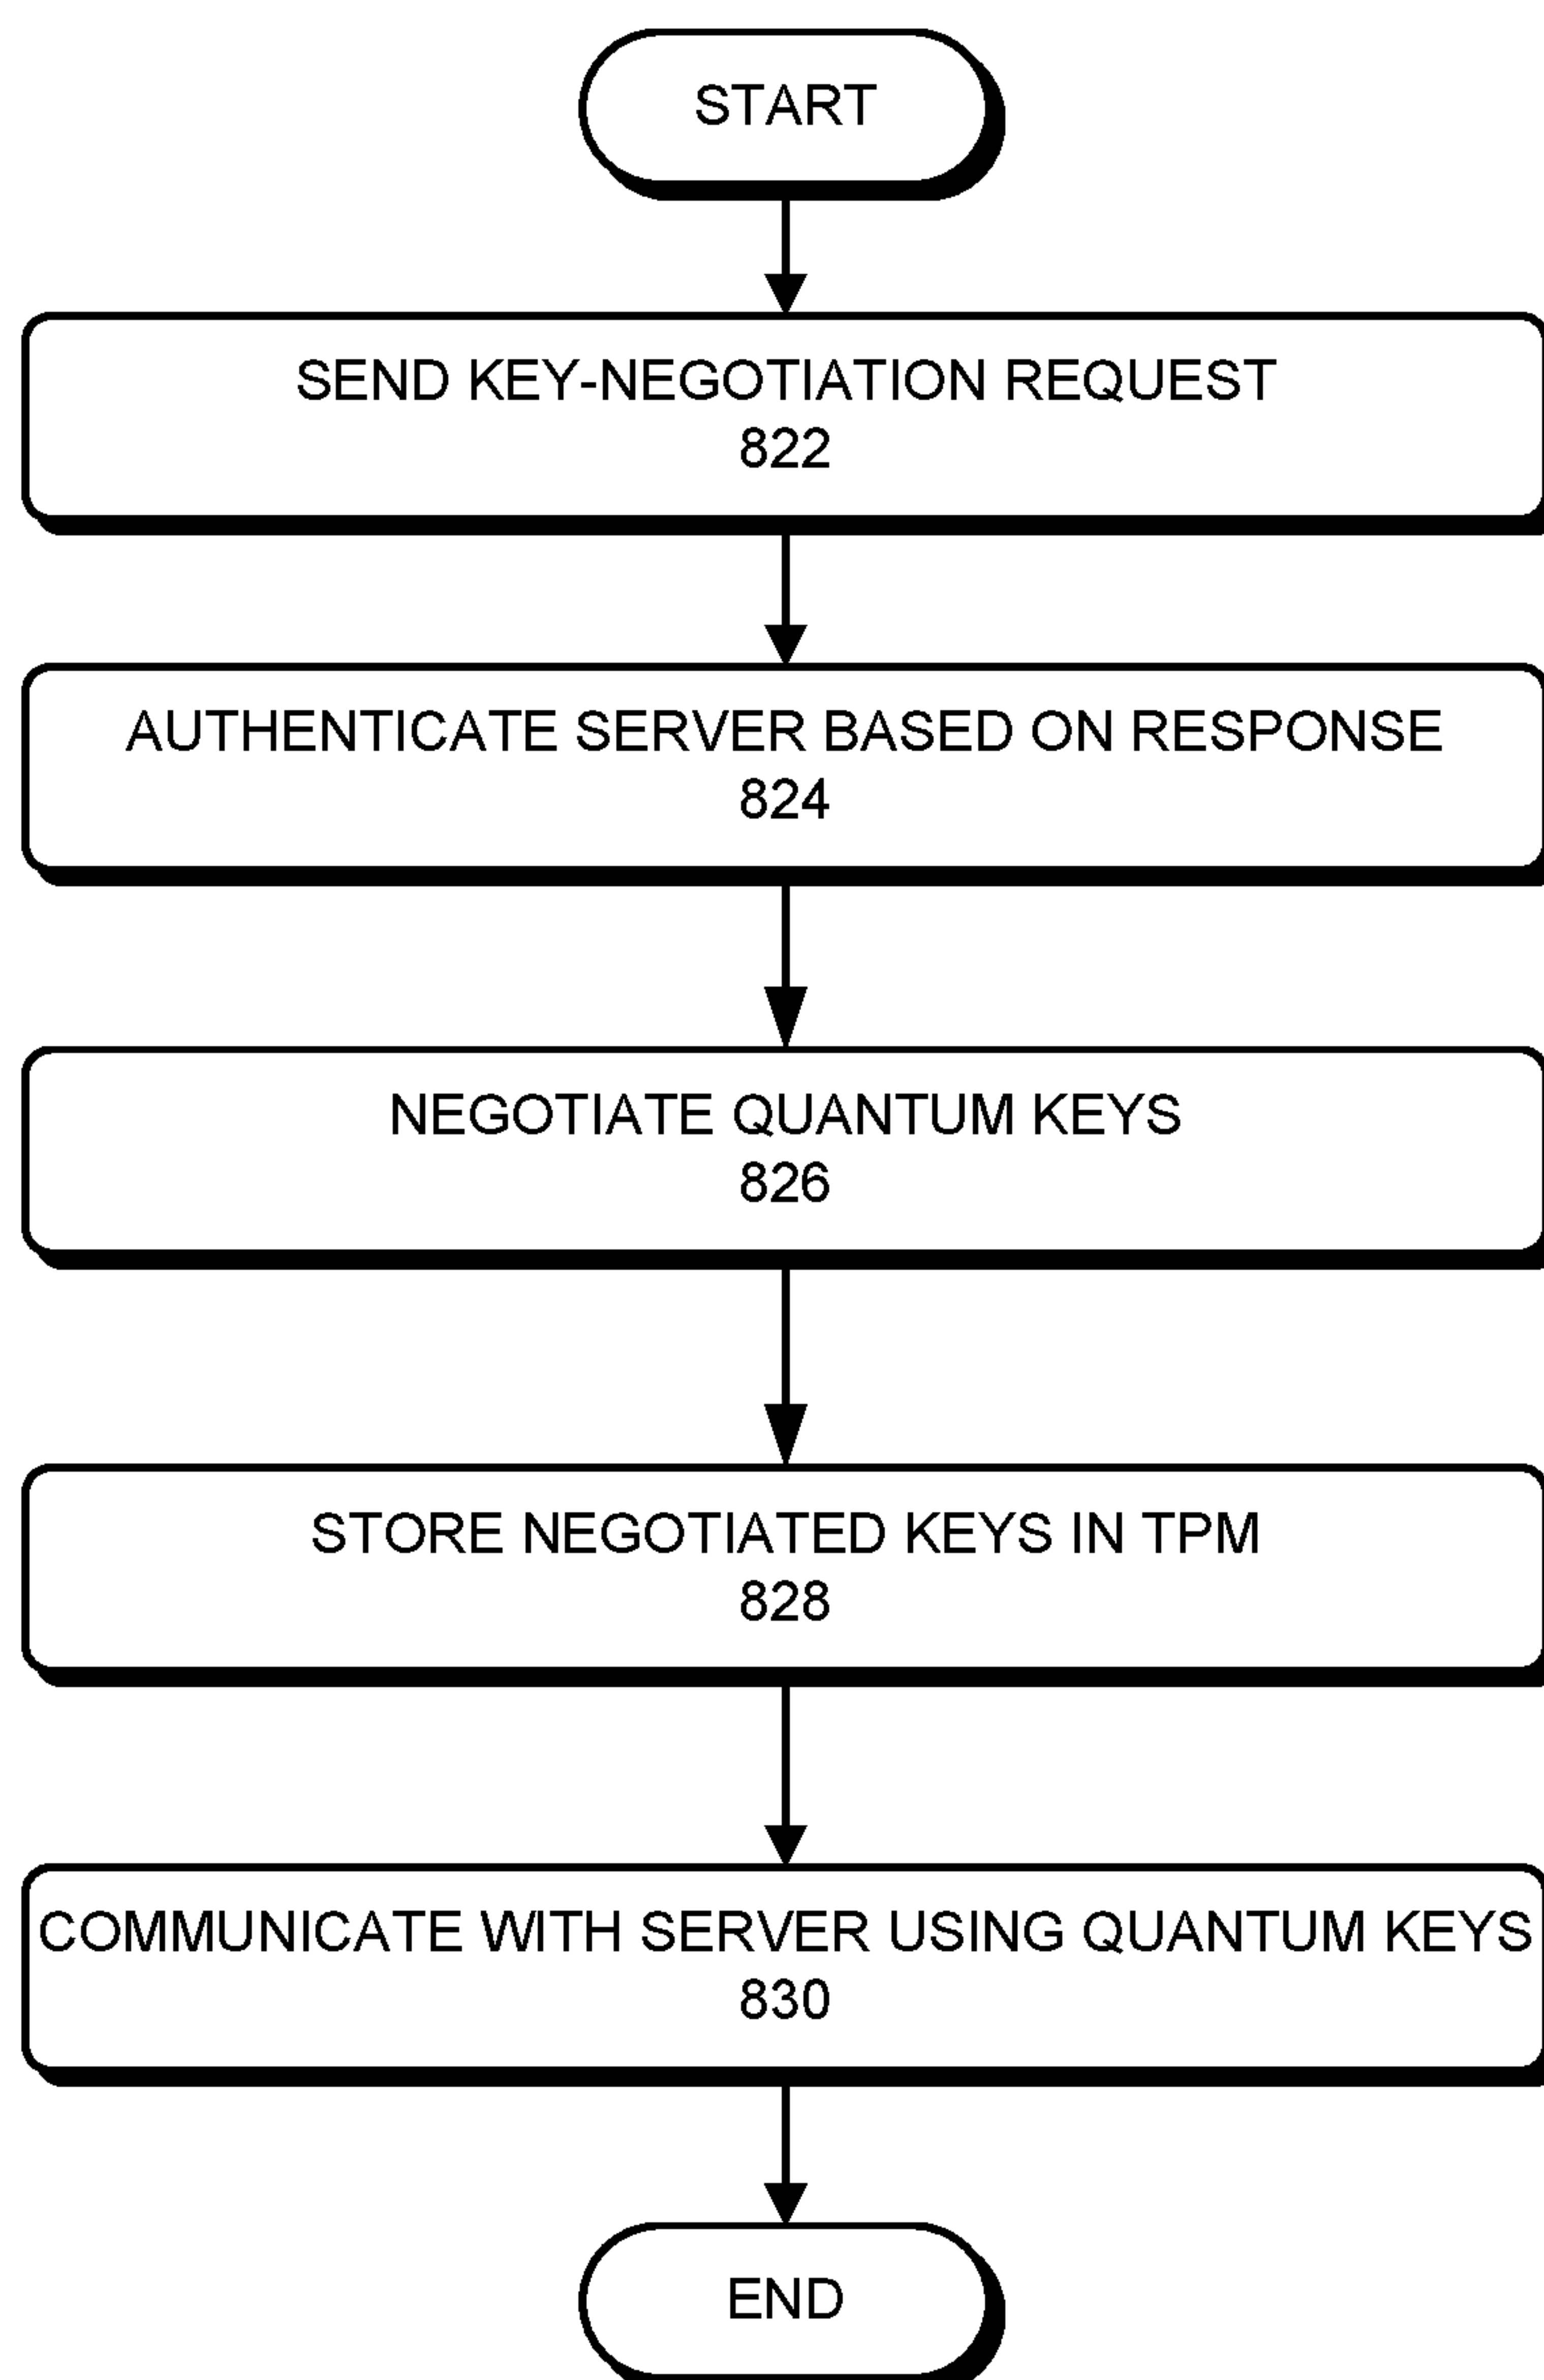 START
SEND KEY-NEGOTIATION REQUEST
822
AUTHENTICATE SERVER BASED ON RESPONSE
824
NEGOTIATE QUANTUM KEYS
826
STORE NEGOTIATED KEYS IN TPM
828
COMMUNICATE WITH SERVER USING QUANTUM KEYS
830
END